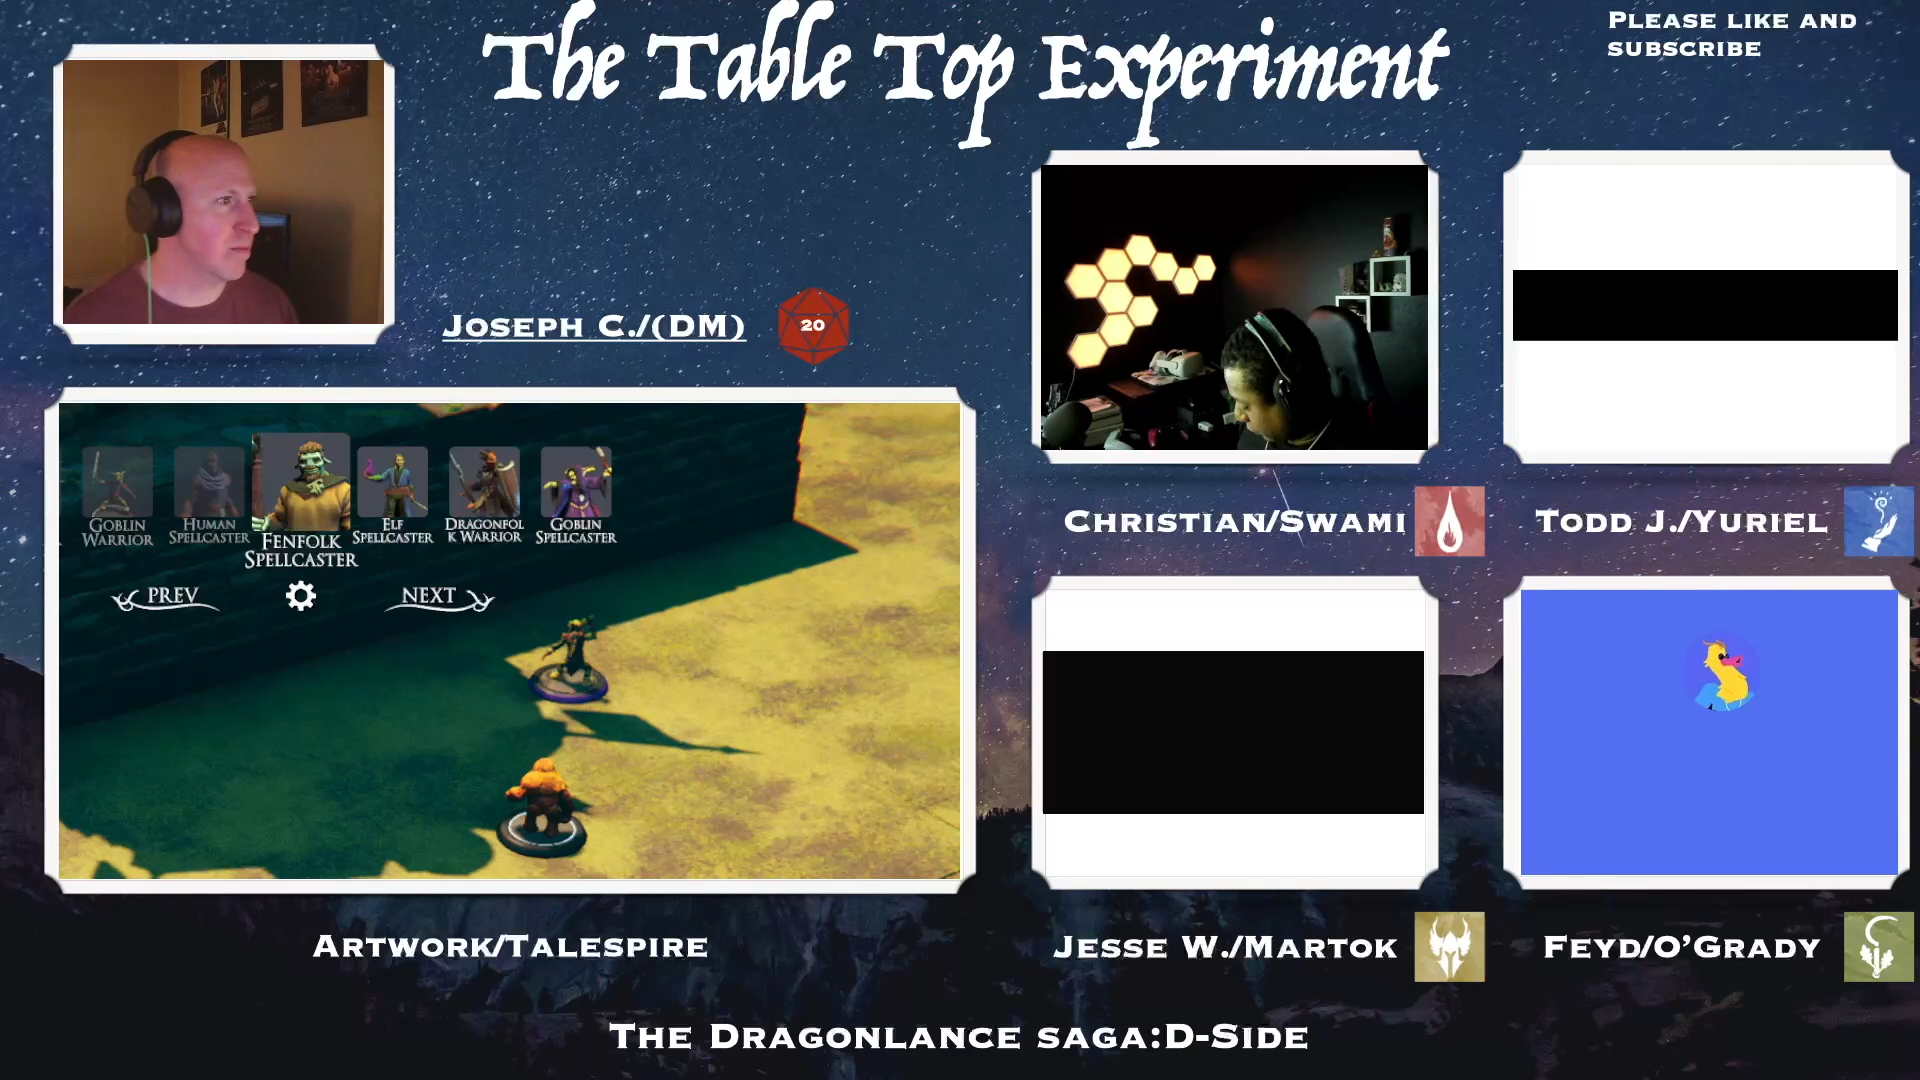 The Table Top Experiment
Please like and
subscribe
Joseph C./(DM)
20
Goblin
Warrior
Human
Spellcaster
Fenfolk
Spellcaster
Elf
Spellcaster
Dragonfol
k Warrior
Goblin
Spellcaster
Prev
Next
Christian/Swami
Todd J./Yuriel
Artwork/Talespire
Jesse W./Martok
Feyd/O'Grady
The Dragonlance saga:D-Side